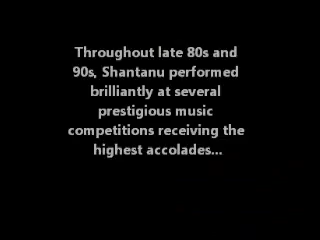 Throughout late 80s and
90s, Shantanu performed
brilliantly at several
prestigious music
competitions receiving the
highest accolades...